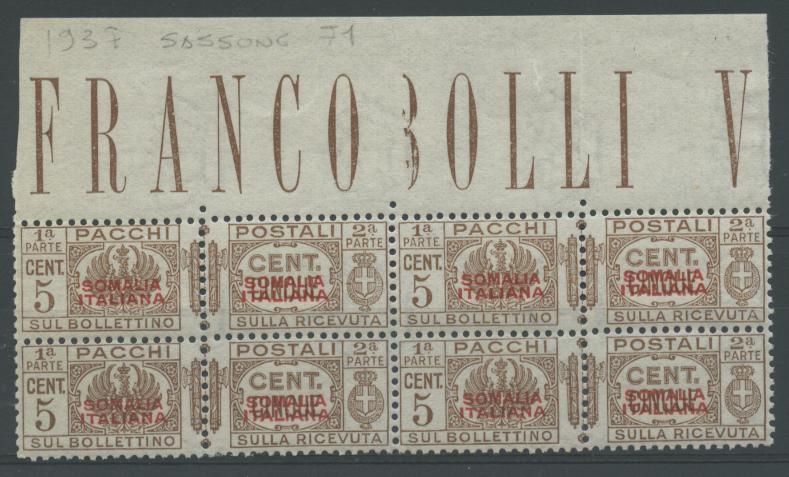 1937 SASSONE 71
FRANCOBOLLI V
1a PARTE PACCHI POSTALI 2a PARTE 1a PARTE PACCHI POSTALI 2a PARTE
CENT. 5 SOMALIA ITALIANA CENT. SOMALIA ITALIANA CENT. 5 SOMALIA ITALIANA CENT. SOMALIA ITALIANA
SUL BOLLETTINO SULLA RICEVUTA SUL BOLLETTINO SULLA RICEVUTA
1a PARTE PACCHI POSTALI 2a PARTE 1a PARTE PACCHI POSTALI 2a PARTE
CENT. 5 SOMALIA ITALIANA CENT. SOMALIA ITALIANA CENT. 5 SOMALIA ITALIANA CENT. SOMALIA ITALIANA
SUL BOLLETTINO SULLA RICEVUTA SUL BOLLETTINO SULLA RICEVUTA